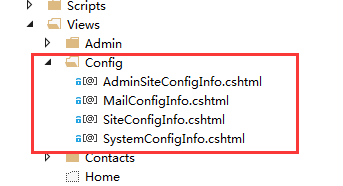 Scripts
Views
Admin
Config
[@] AdminSiteConfigInfo.cshtml
[@] MailConfigInfo.cshtml
[@] SiteConfigInfo.cshtml
[@] SystemConfigInfo.cshtml
Contacts
Home